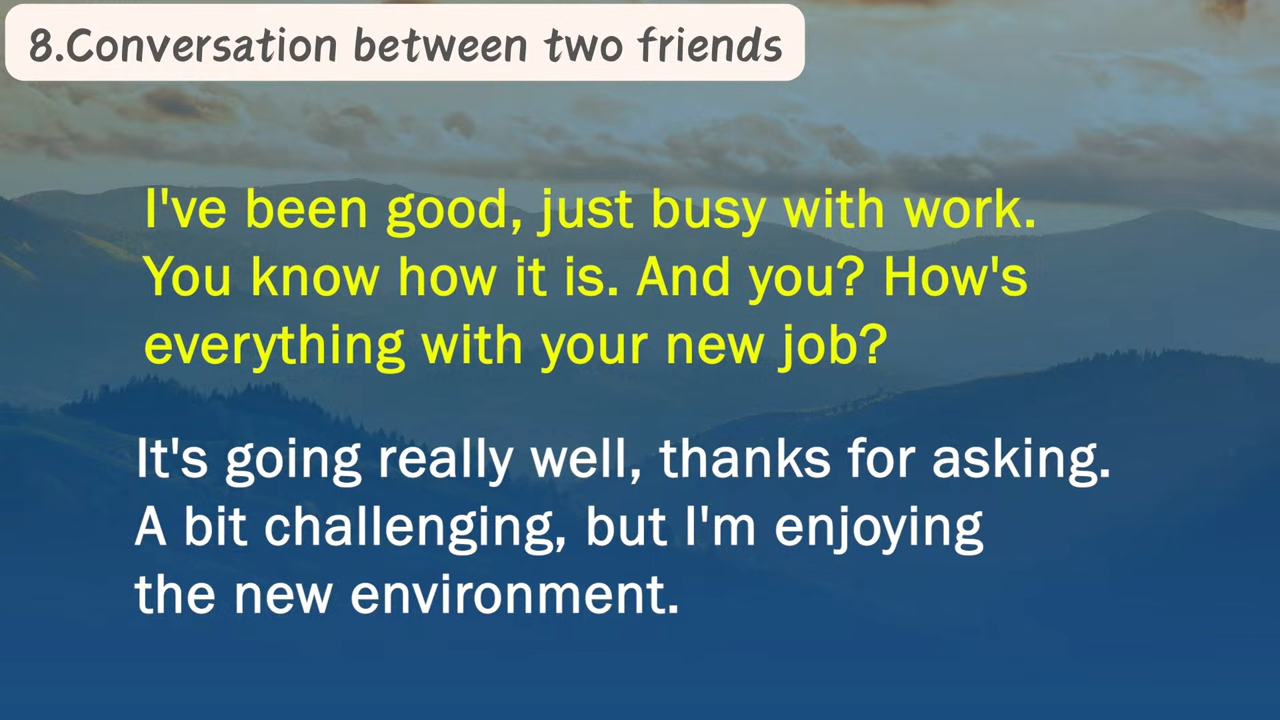 8.Conversation between two friends
I've been good, just busy with work.
You know how it is. And you? How's
everything with your new job?
It's going really well, thanks for asking.
A bit challenging, but I'm enjoying
the new environment.